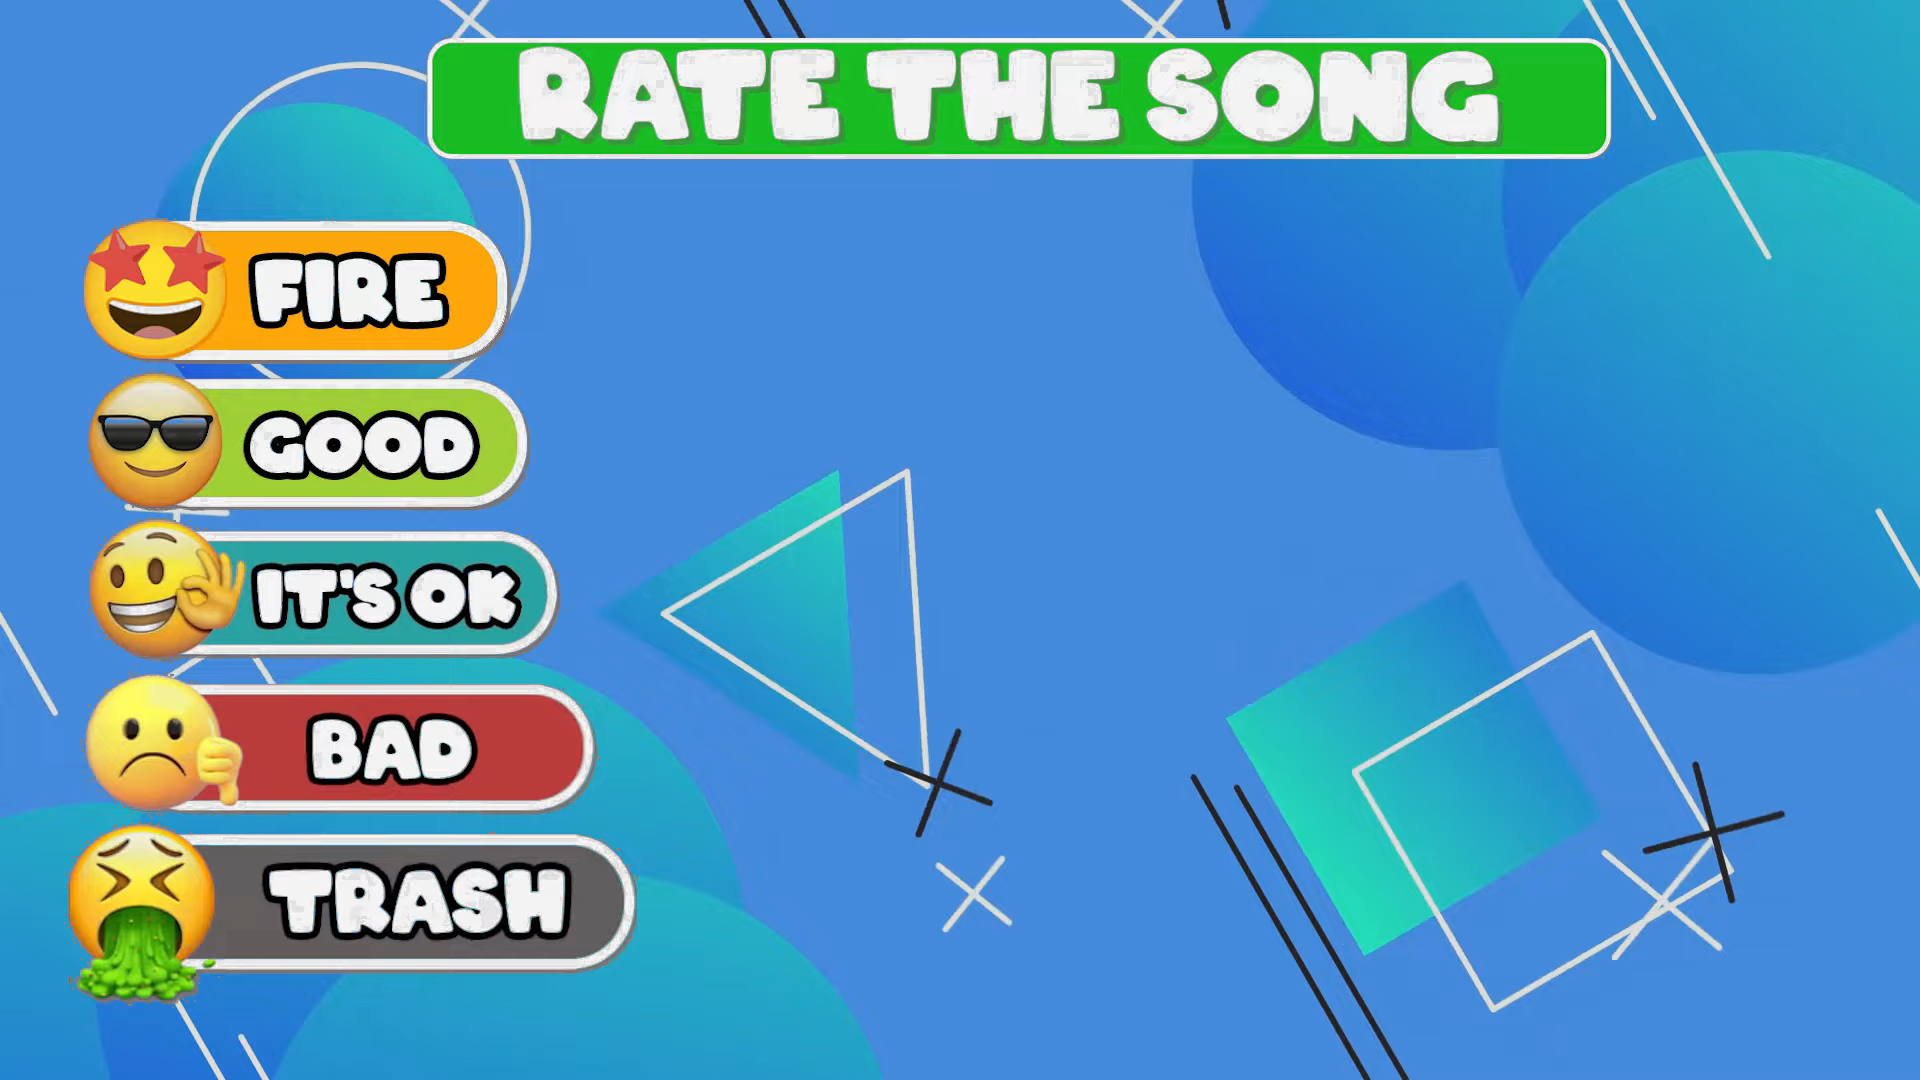 RATE THE SONG
FIRE
GOOD
IT'S OK
BAD
TRASH